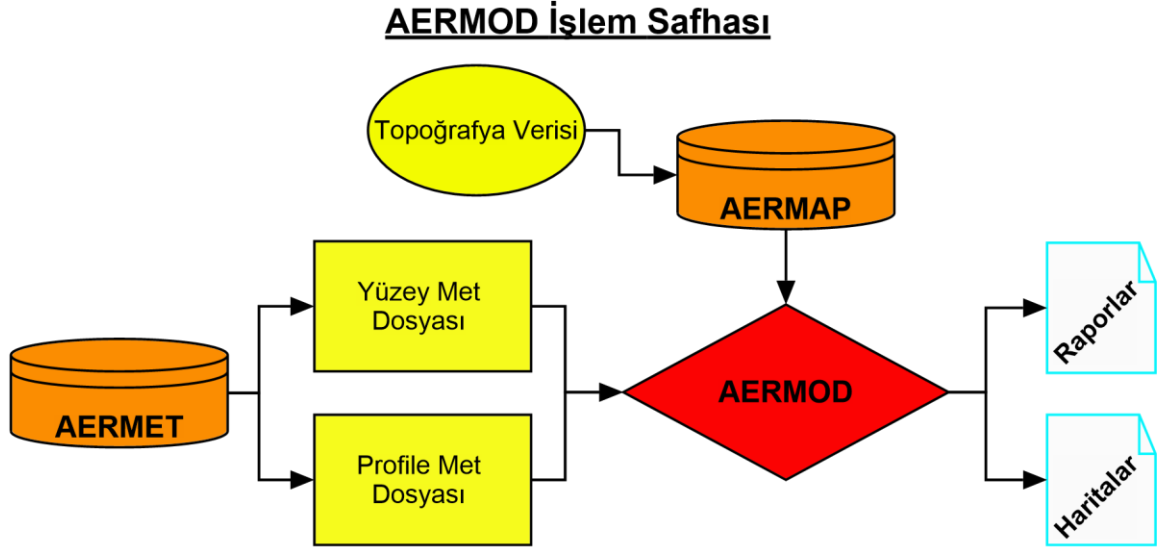 AERMOD İşlem Safhası
Topoğrafya Verisi
AERMAP
Yüzey Met
Dosyası
AERMET
AERMOD
Profile Met
Dosyası
Raporlar
Haritalar